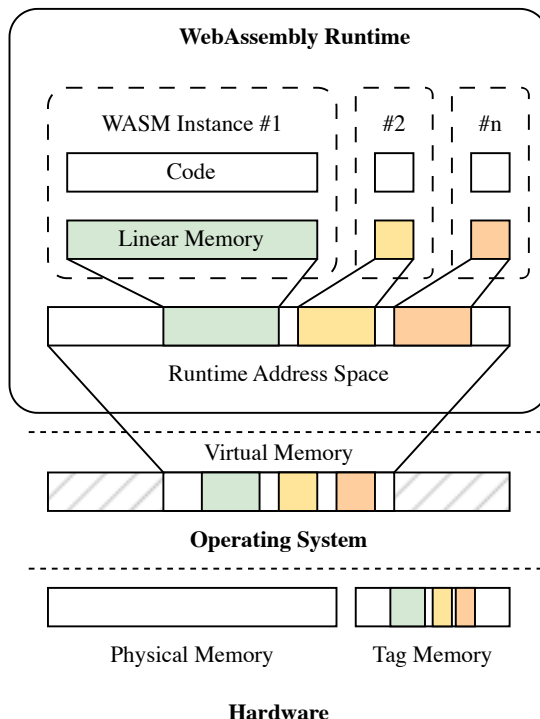 WebAssembly Runtime
WASM Instance #1
#2
#n
Code
Linear Memory
Runtime Address Space
Virtual Memory
Operating System
Physical Memory
Tag Memory
Hardware